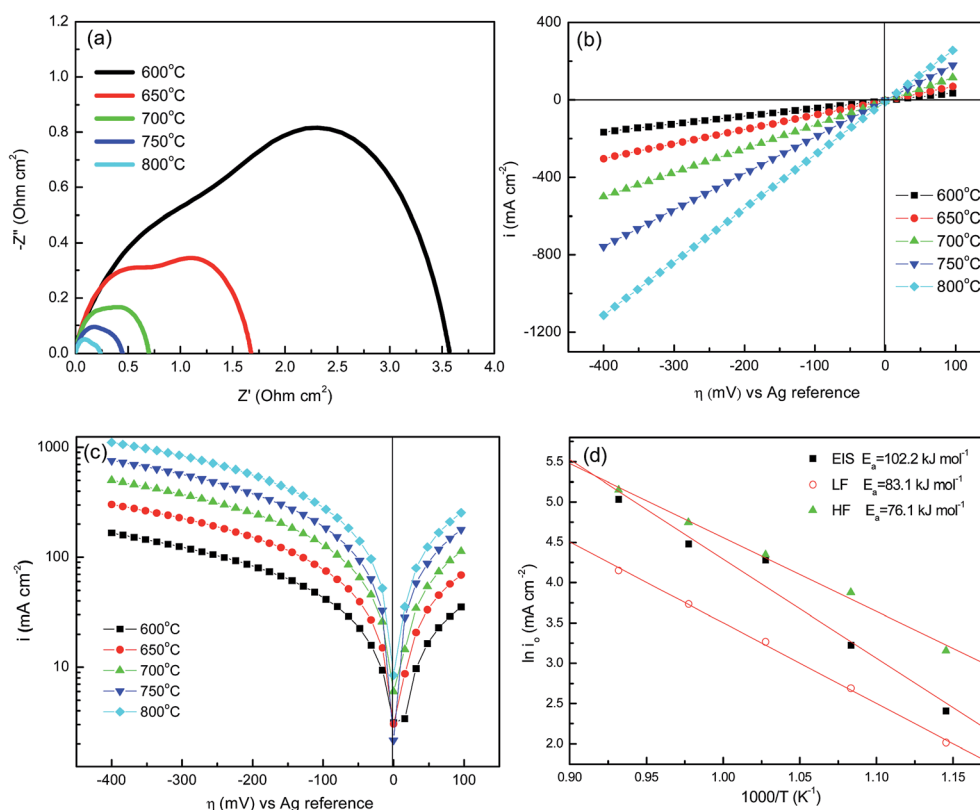 (a)
600°C
650°C
700°C
750°C
800°C
1.2
1.0
0.8
0.6
0.4
0.2
0.0
-Z" (Ohm cm²)
0.0 0.5 1.0 1.5 2.0 2.5 3.0 3.5 4.0
Z' (Ohm cm²)
(b)
400
0
-400
-800
-1200
i (mA cm⁻²)
600°C
650°C
700°C
750°C
800°C
-400 -300 -200 -100 0 100
η (mV) vs Ag reference
(c)
1000
100
10
i (mA cm⁻²)
600°C
650°C
700°C
750°C
800°C
-400 -300 -200 -100 0 100
η (mV) vs Ag reference
(d)
EIS Eₐ=102.2 kJ mol⁻¹
LF Eₐ=83.1 kJ mol⁻¹
HF Eₐ=76.1 kJ mol⁻¹
5.5
5.0
4.5
4.0
3.5
3.0
2.5
2.0
ln iₒ (mA cm⁻²)
0.90 0.95 1.00 1.05 1.10 1.15
1000/T (K⁻¹)